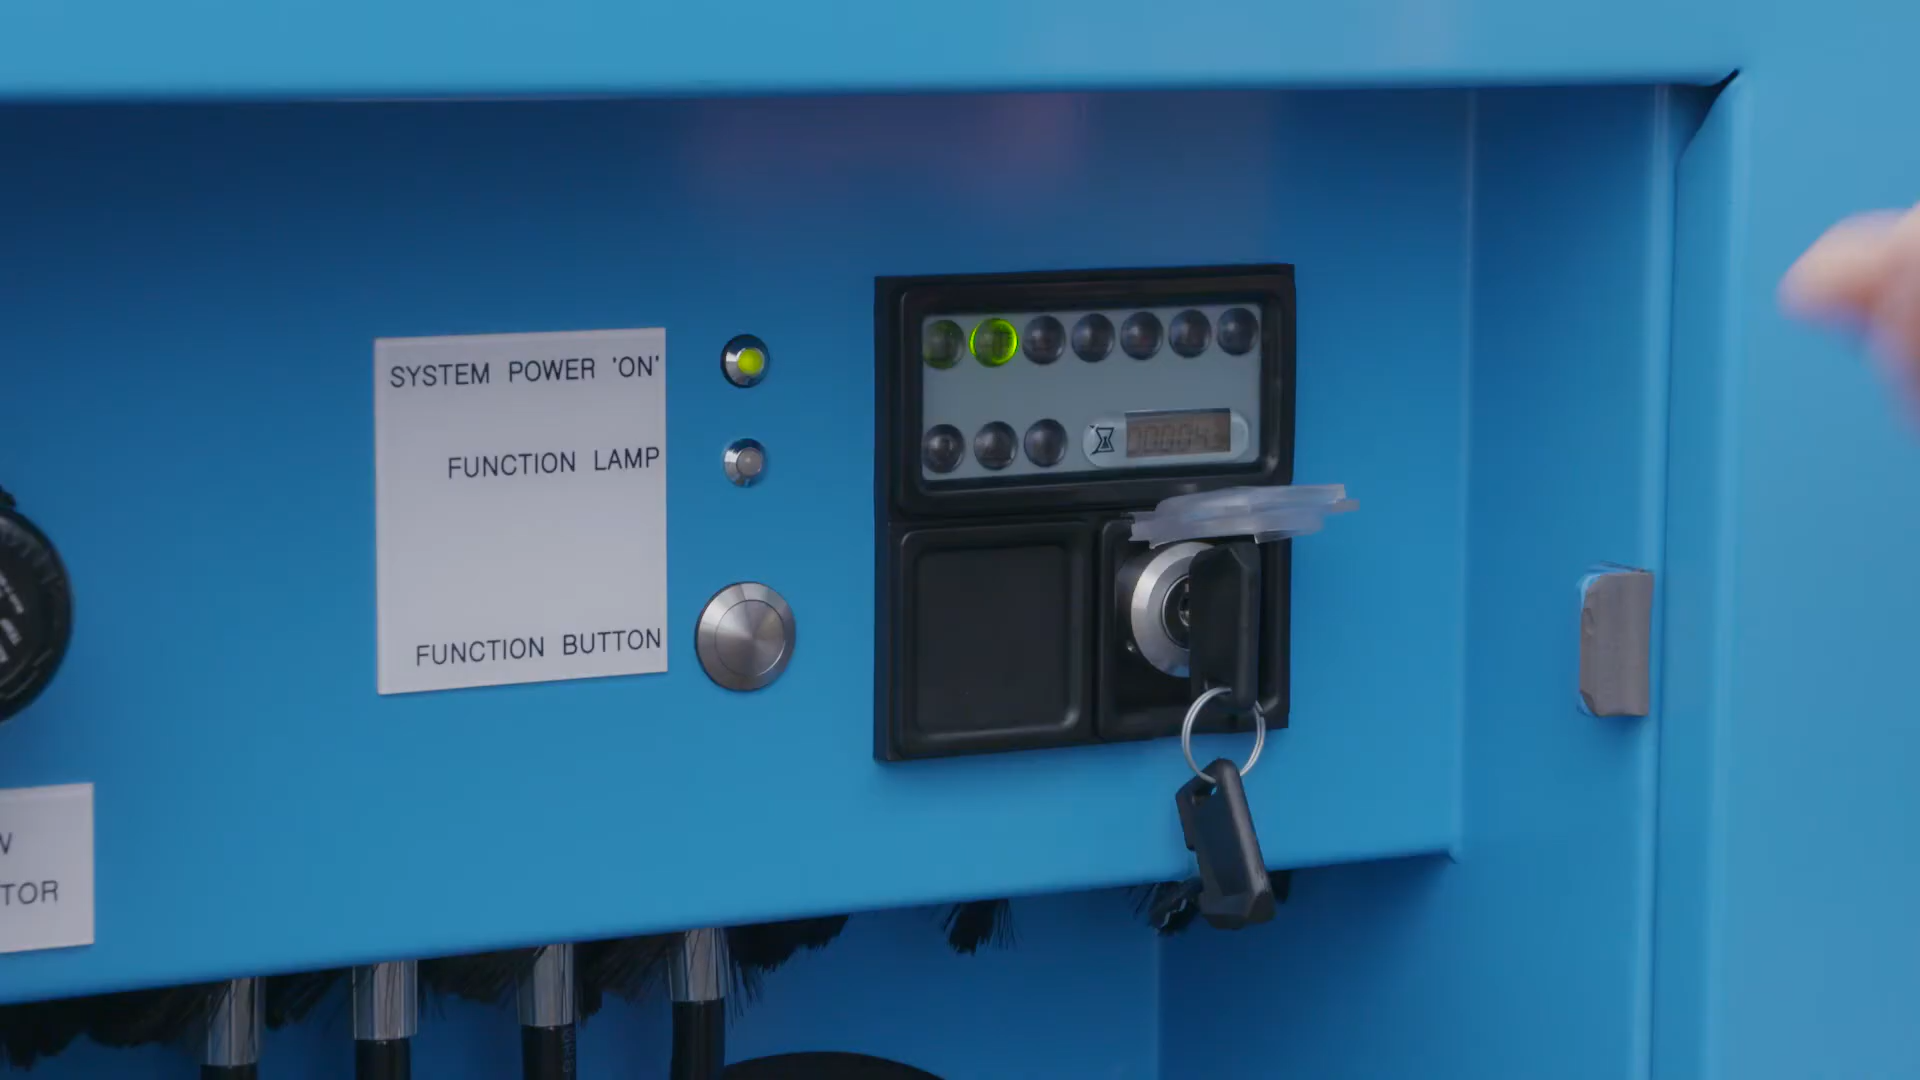 SYSTEM POWER 'ON'
FUNCTION LAMP
FUNCTION BUTTON
TOR